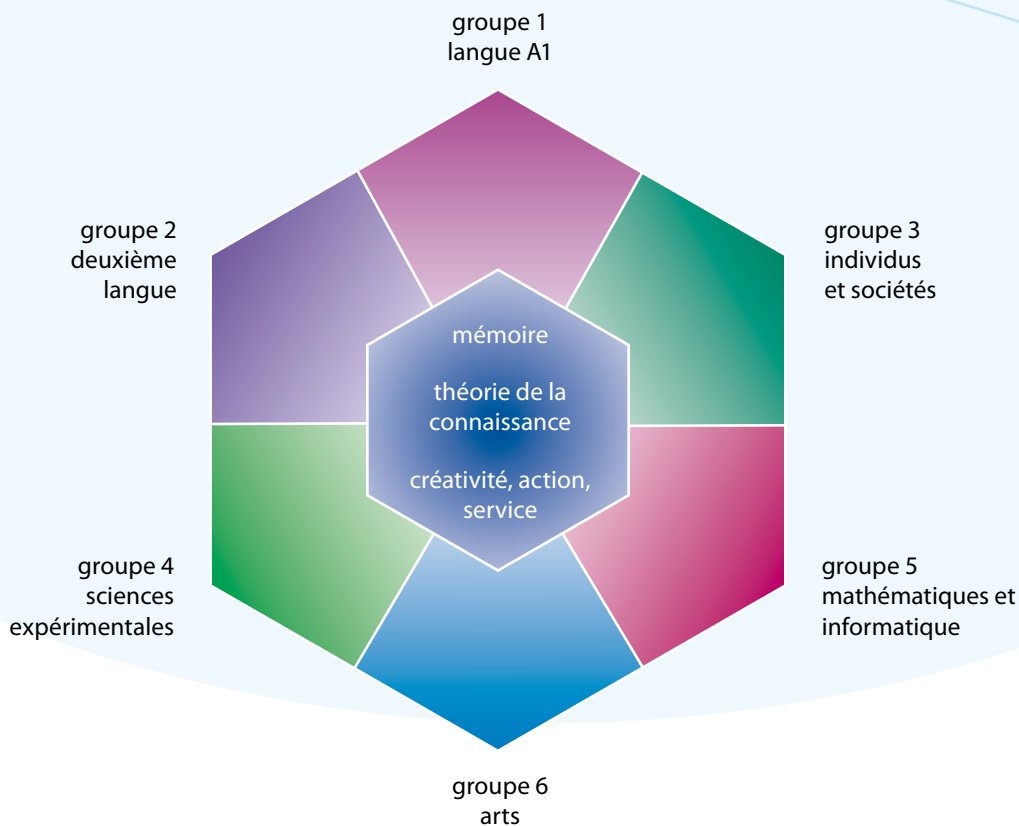 groupe 1
langue A1
groupe 2
deuxième
langue
groupe 3
individus
et sociétés
mémoire
théorie de la
connaissance
créativité, action,
service
groupe 4
sciences
expérimentales
groupe 5
mathématiques et
informatique
groupe 6
arts